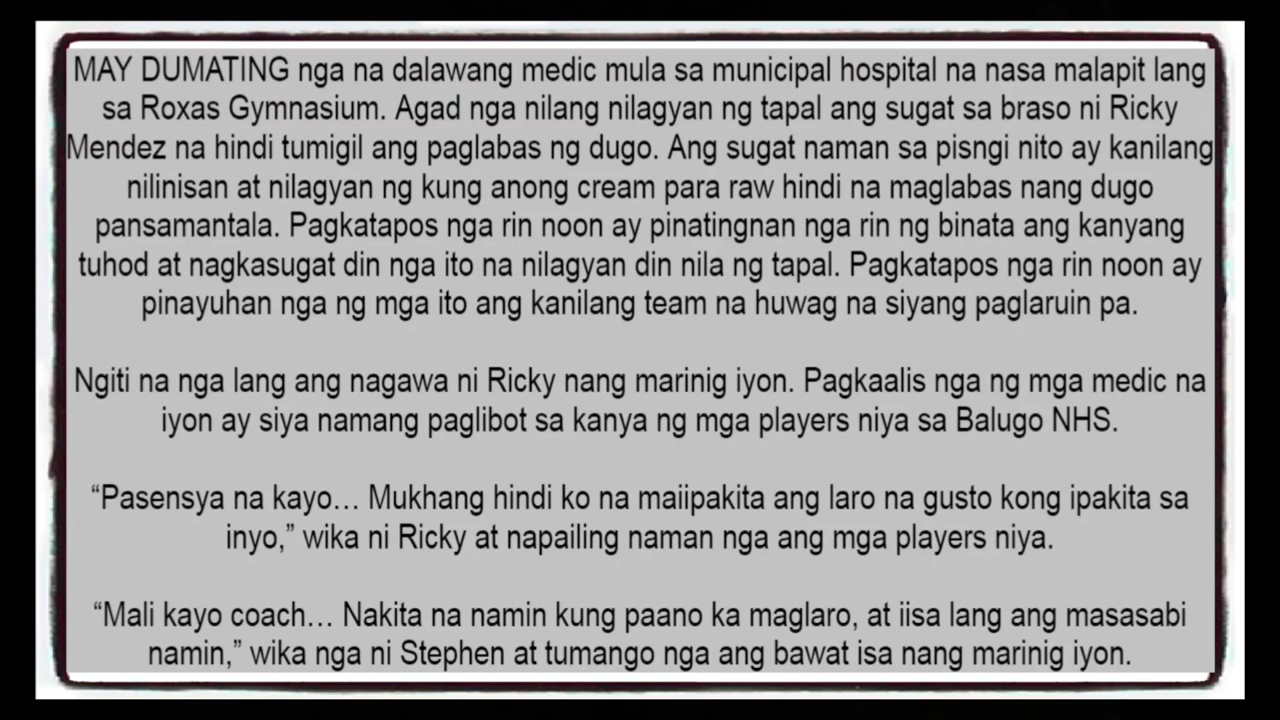 MAY DUMATING nga na dalawang medic mula sa municipal hospital na nasa malapit lang
sa Roxas Gymnasium. Agad nga nilang nilagyan ng tapal ang sugat sa braso ni Ricky
Mendez na hindi tumigil ang paglabas ng dugo. Ang sugat naman sa pisngi nito ay kanilang
nilinisan at nilagyan ng kung anong cream para raw hindi na maglabas nang dugo
pansamantala. Pagkatapos nga rin noon ay pinatingnan nga rin ng binata ang kanyang
tuhod at nagkasugat din nga ito na nilagyan din nila ng tapal. Pagkatapos nga rin noon ay
pinayuhan nga ng mga ito ang kanilang team na huwag na siyang paglaruin pa.
Ngiti na nga lang ang nagawa ni Ricky nang marinig iyon. Pagkaalis nga ng mga medic na
iyon ay siya namang paglibot sa kanya ng mga players niya sa Balugo NHS.
“Pasensya na kayo… Mukhang hindi ko na maiipakita ang laro na gusto kong ipakita sa
inyo,” wika ni Ricky at napailing naman nga ang mga players niya.
“Mali kayo coach… Nakita na namin kung paano ka maglaro, at iisa lang ang masasabi
namin,” wika nga ni Stephen at tumango nga ang bawat isa nang marinig iyon.